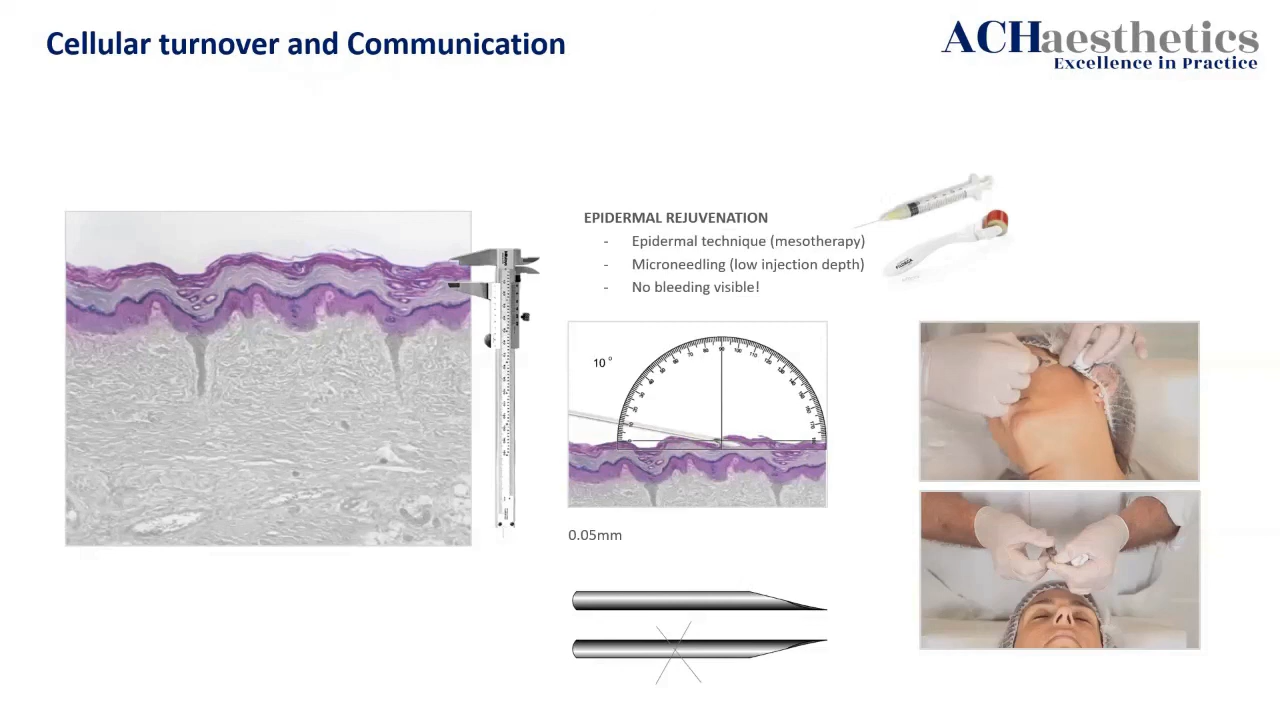 Cellular turnover and Communication
ACHaesthetics
Excellence in Practice
EPIDERMAL REJUVENATION
- Epidermal technique (mesotherapy)
- Microneedling (low injection depth)
- No bleeding visible!
10°
0.05mm